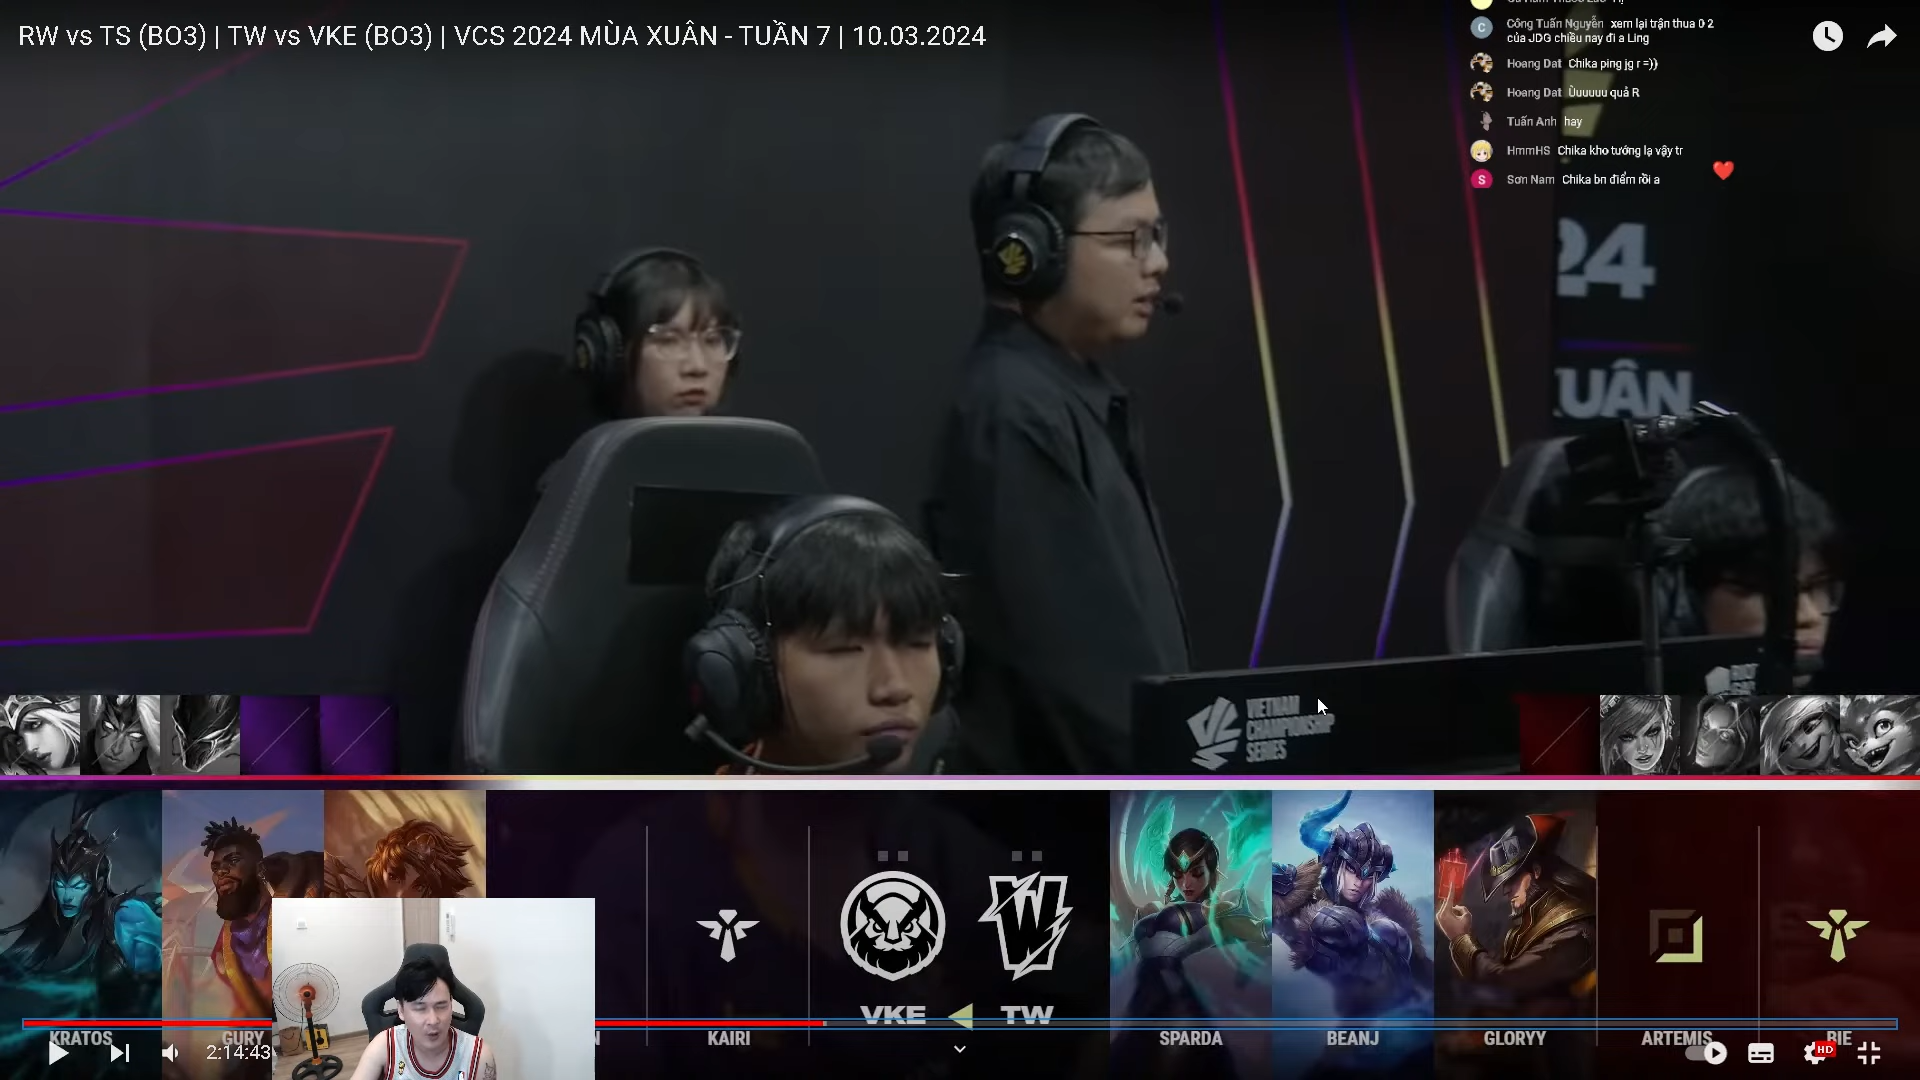 RW vs TS (BO3) | TW vs VKE (BO3) | VCS 2024 MÙA XUÂN - TUẦN 7 | 10.03.2024
Công Tuấn Nguyễn xem lại trận thua 0 2
của JDG chiều nay đi a Ling
Hoang Dat Chika ping jg r =))
Hoang Dat Ùuuuuu quả R
Tuấn Anh hay
HmmHS Chika kho tướng lạ vậy tr
Sơn Nam Chika bn điểm rồi a
24
XUÂN
VIETNAM
CHAMPIONSHIP
SERIES
VKE
TW
KRATOS
GURY
N
KAIRI
SPARDA
BEANJ
GLORYY
ARTEMIS
BIE
2:14:43
HD